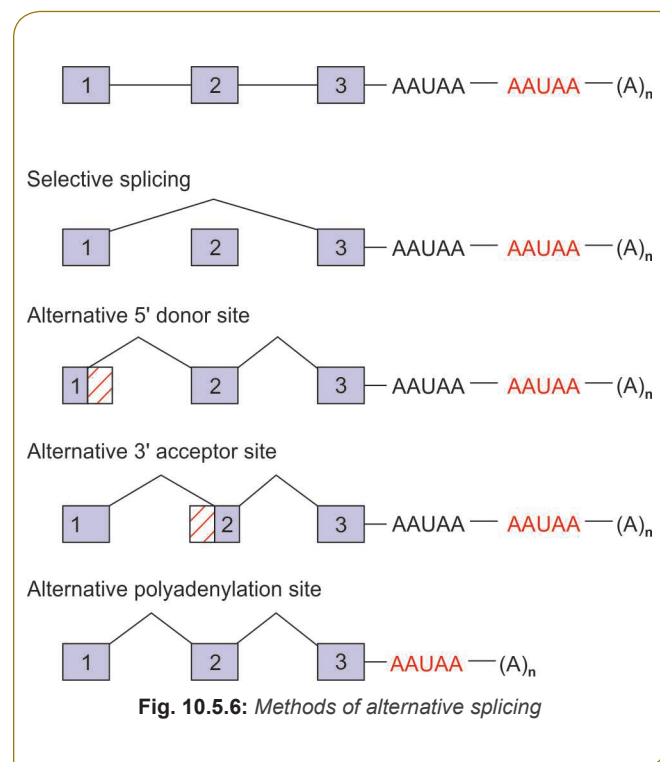 1 2 3 AAUAA AAUAA (A)n
Selective splicing
1 2 3 AAUAA AAUAA (A)n
Alternative 5' donor site
1 2 3 AAUAA AAUAA (A)n
Alternative 3' acceptor site
1 2 3 AAUAA AAUAA (A)n
Alternative polyadenylation site
1 2 3 AAUAA (A)n
Fig. 10.5.6: Methods of alternative splicing